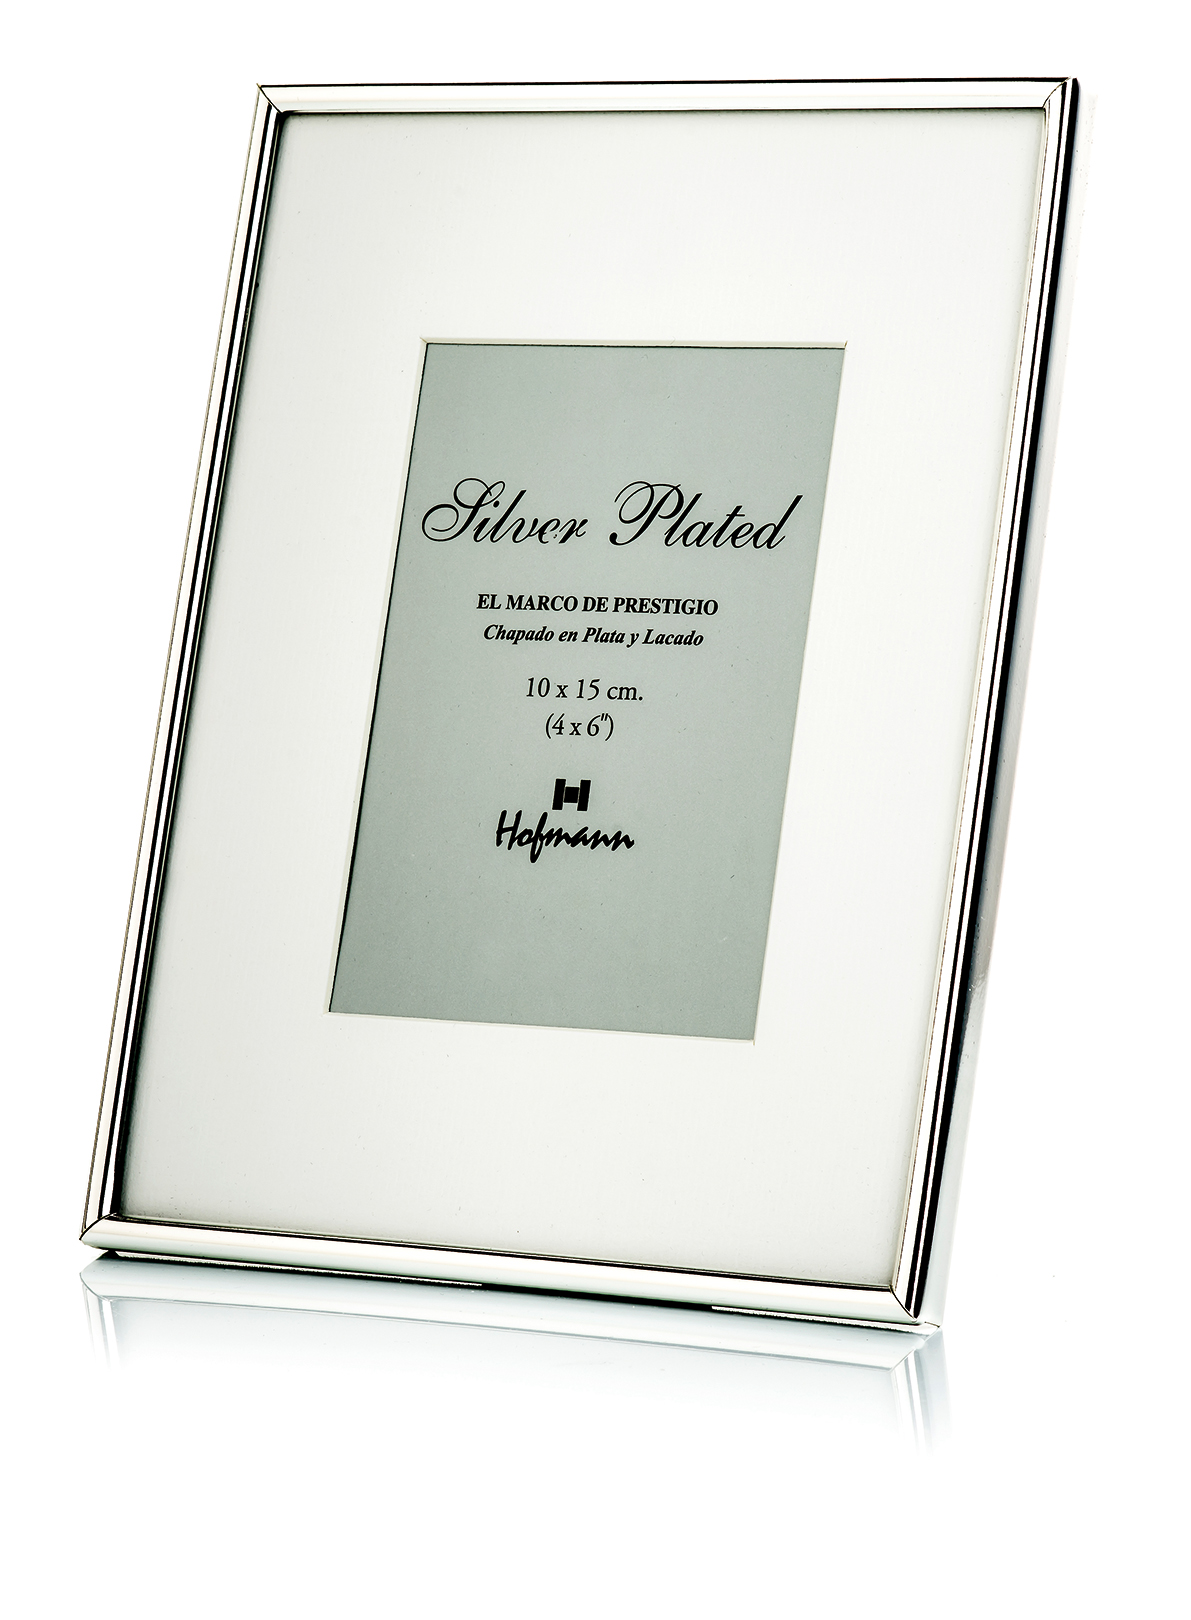 Silver Plated
EL MARCO DE PRESTIGIO
Chapado en Plata y Lacado
10 x 15 cm.
(4 x 6")
H
Hofmann